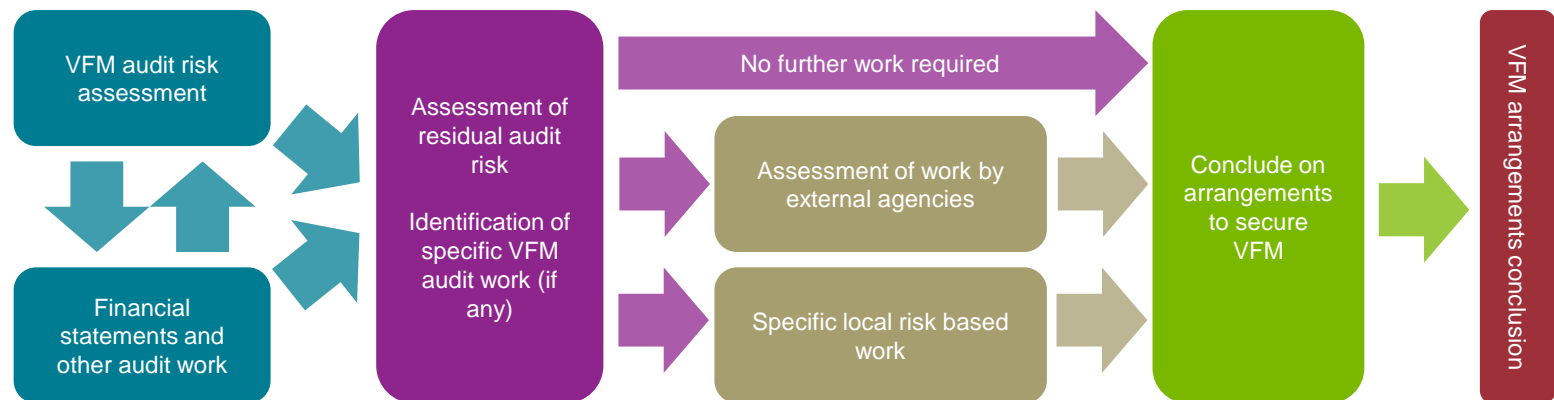 VFM audit risk
assessment
Financial
statements and
other audit work
Assessment of
residual audit
risk
Identification of
specific VFM
audit work (if
any)
No further work required
Assessment of work by
external agencies
Specific local risk based
work
Conclude on
arrangements
to secure
VFM
VFM arrangements conclusion